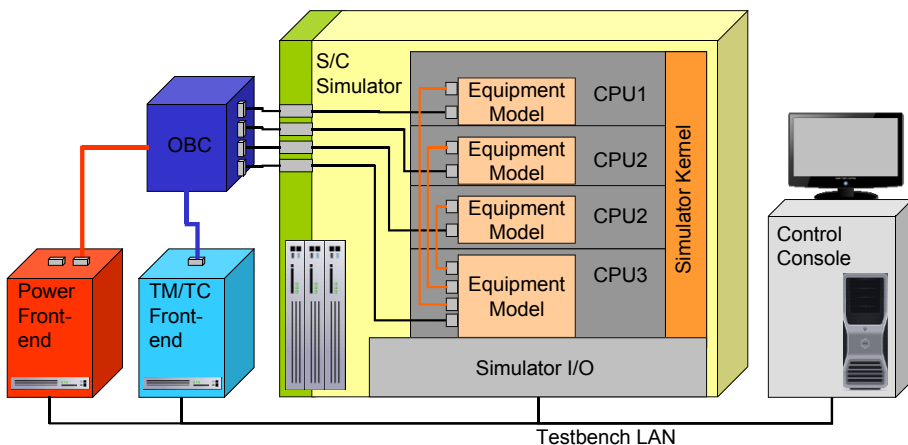 S/C
Simulator
Equipment
Model
CPU1
Equipment
Model
CPU2
Equipment
Model
CPU2
Equipment
Model
CPU3
Simulator Kernel
Simulator I/O
OBC
Power
Front-
end
TM/TC
Front-
end
Control
Console
Testbench LAN